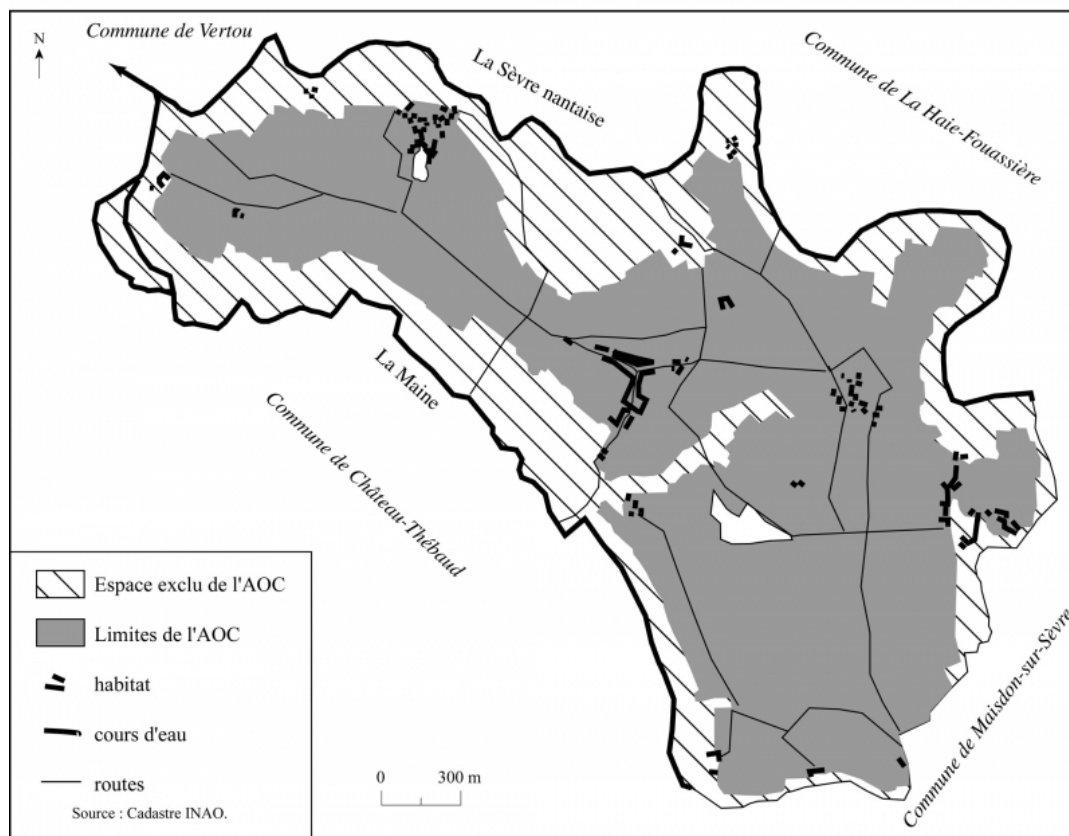 N
Commune de Vertou
La Sèvre nantaise
Commune de La Haie-Fouassière
La Maine
Commune de Château-Thébaud
Commune de Maisdon-sur-Sèvre
Espace exclu de l'AOC
Limites de l'AOC
habitat
cours d'eau
routes
Source : Cadastre INAO.
0 300 m